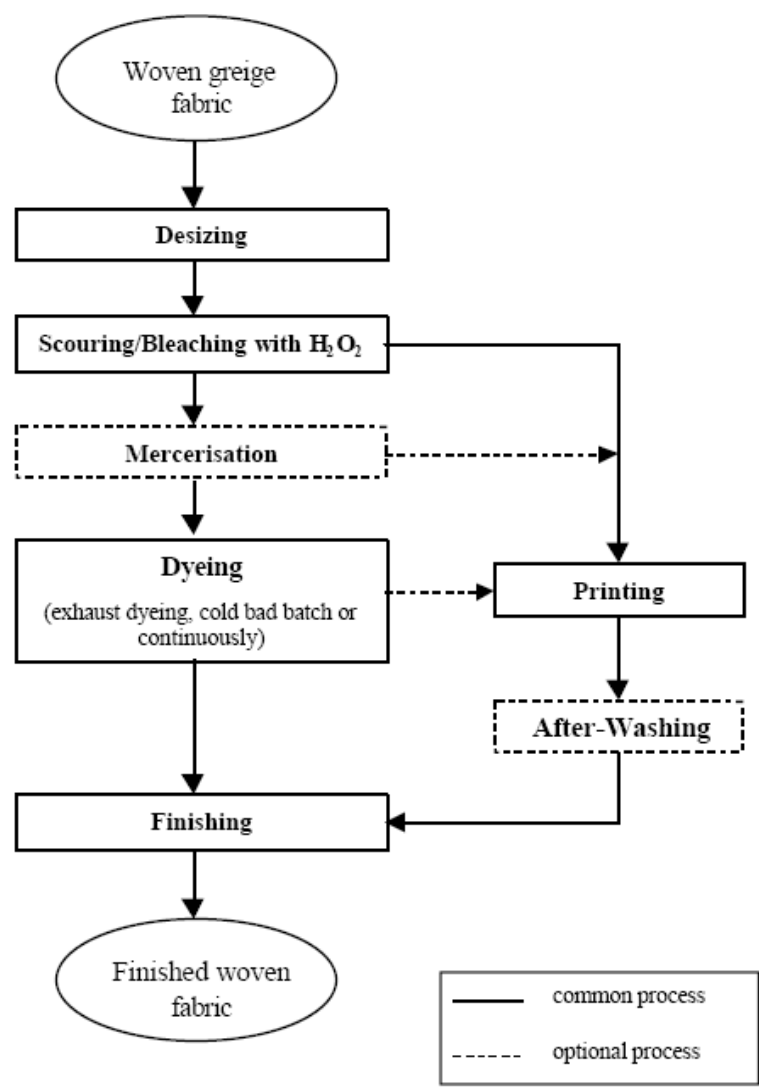 Woven greige
fabric
Desizing
Scouring/Bleaching with H₂O₂
Mercerisation
Dyeing
(exhaust dyeing, cold bad batch or
continuously)
Printing
After-Washing
Finishing
Finished woven
fabric
common process
optional process